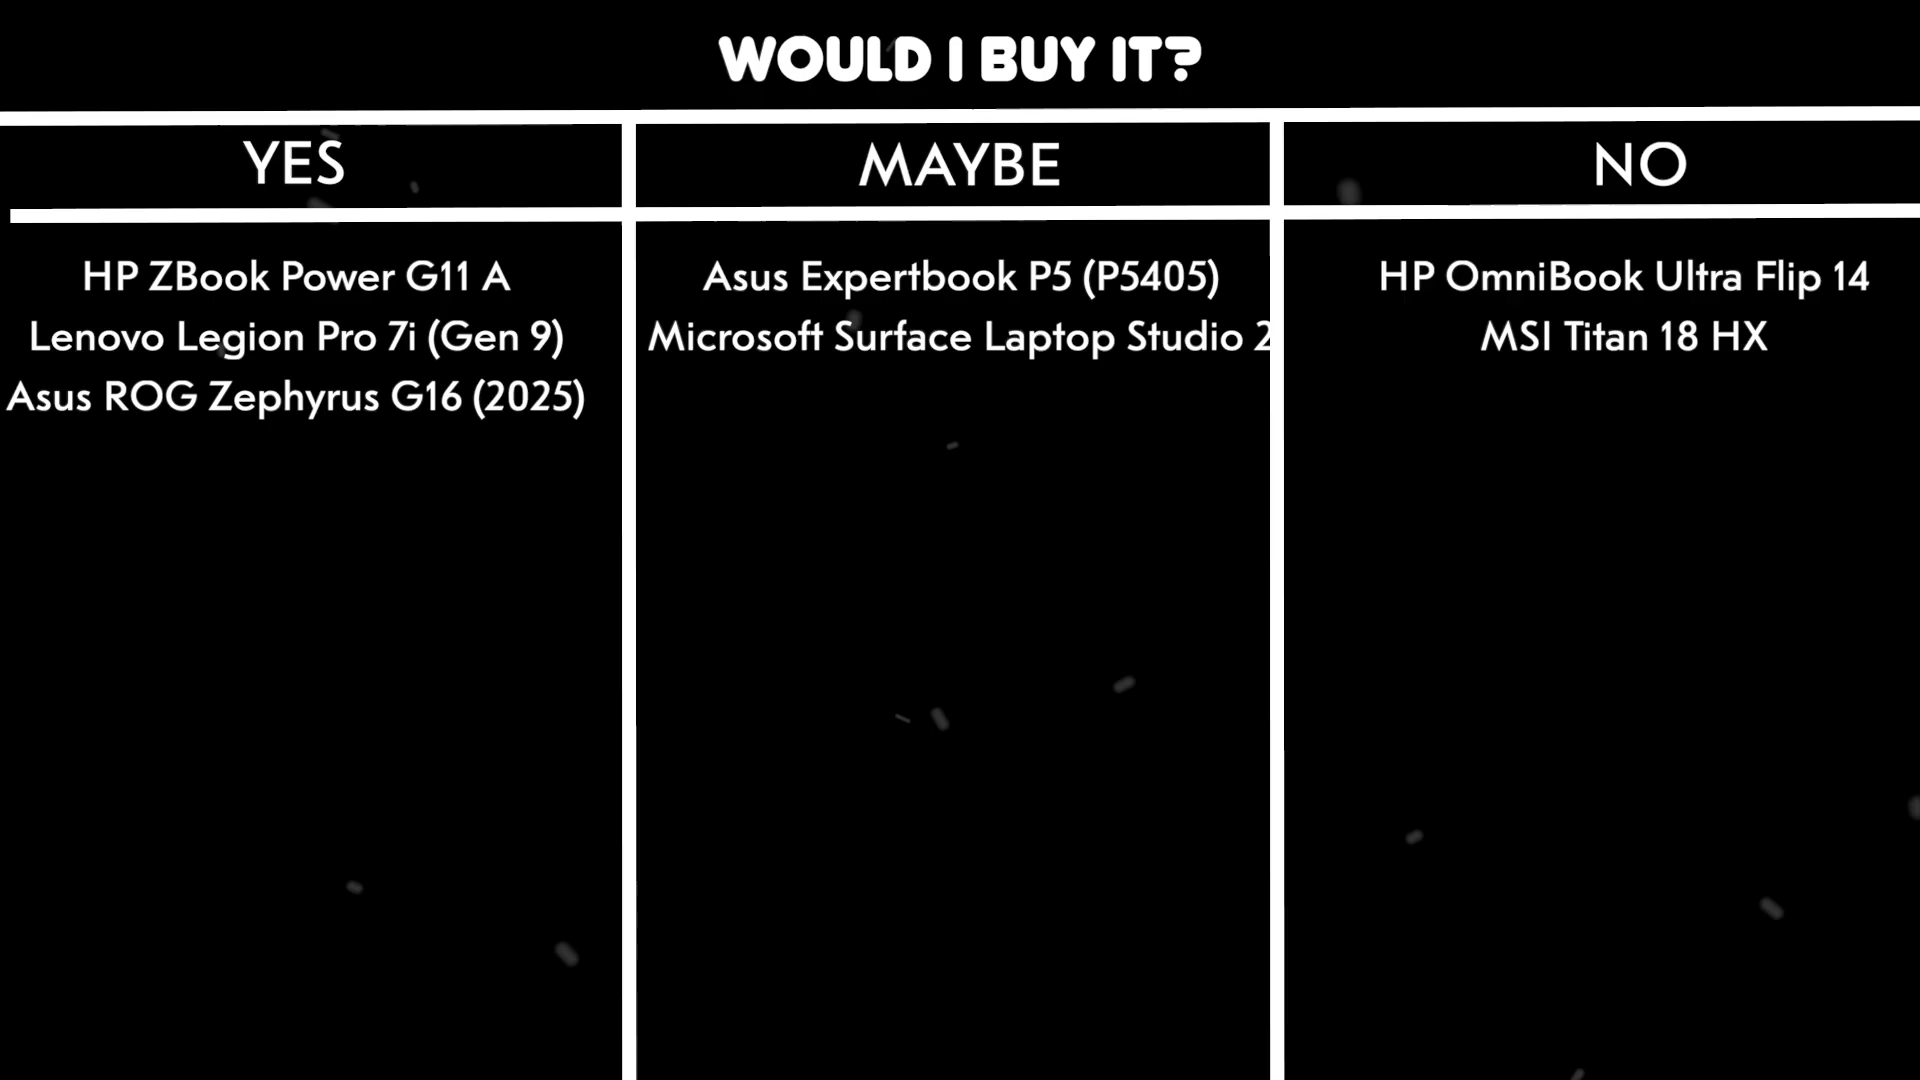 WOULD I BUY IT?
YES
MAYBE
NO
HP ZBook Power G11 A
Lenovo Legion Pro 7i (Gen 9)
Asus ROG Zephyrus G16 (2025)
Asus Expertbook P5 (P5405)
Microsoft Surface Laptop Studio 2
HP OmniBook Ultra Flip 14
MSI Titan 18 HX